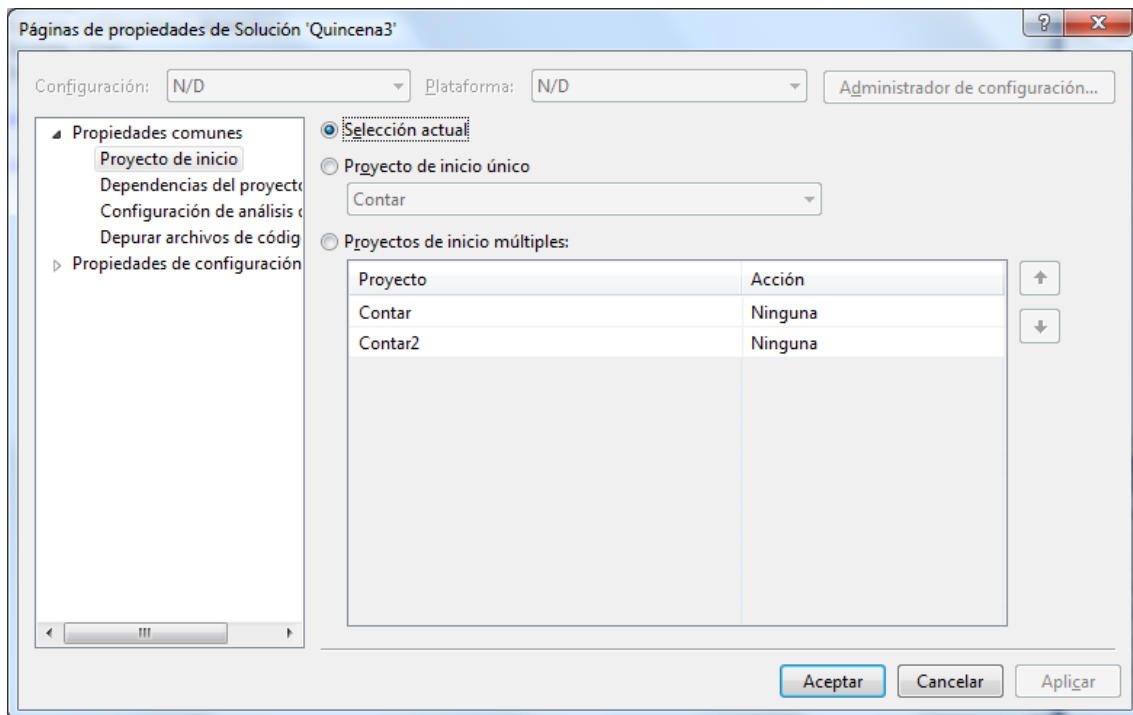 Páginas de propiedades de Solución 'Quincena3'
Configuración: N/D Plataforma: N/D Administrador de configuración...
Propiedades comunes
Proyecto de inicio
Dependencias del proyecto
Configuración de análisis d
Depurar archivos de códig
Propiedades de configuración
Selección actual
Proyecto de inicio único
Contar
Proyectos de inicio múltiples:
Proyecto Acción
Contar Ninguna
Contar2 Ninguna
Aceptar Cancelar Aplicar